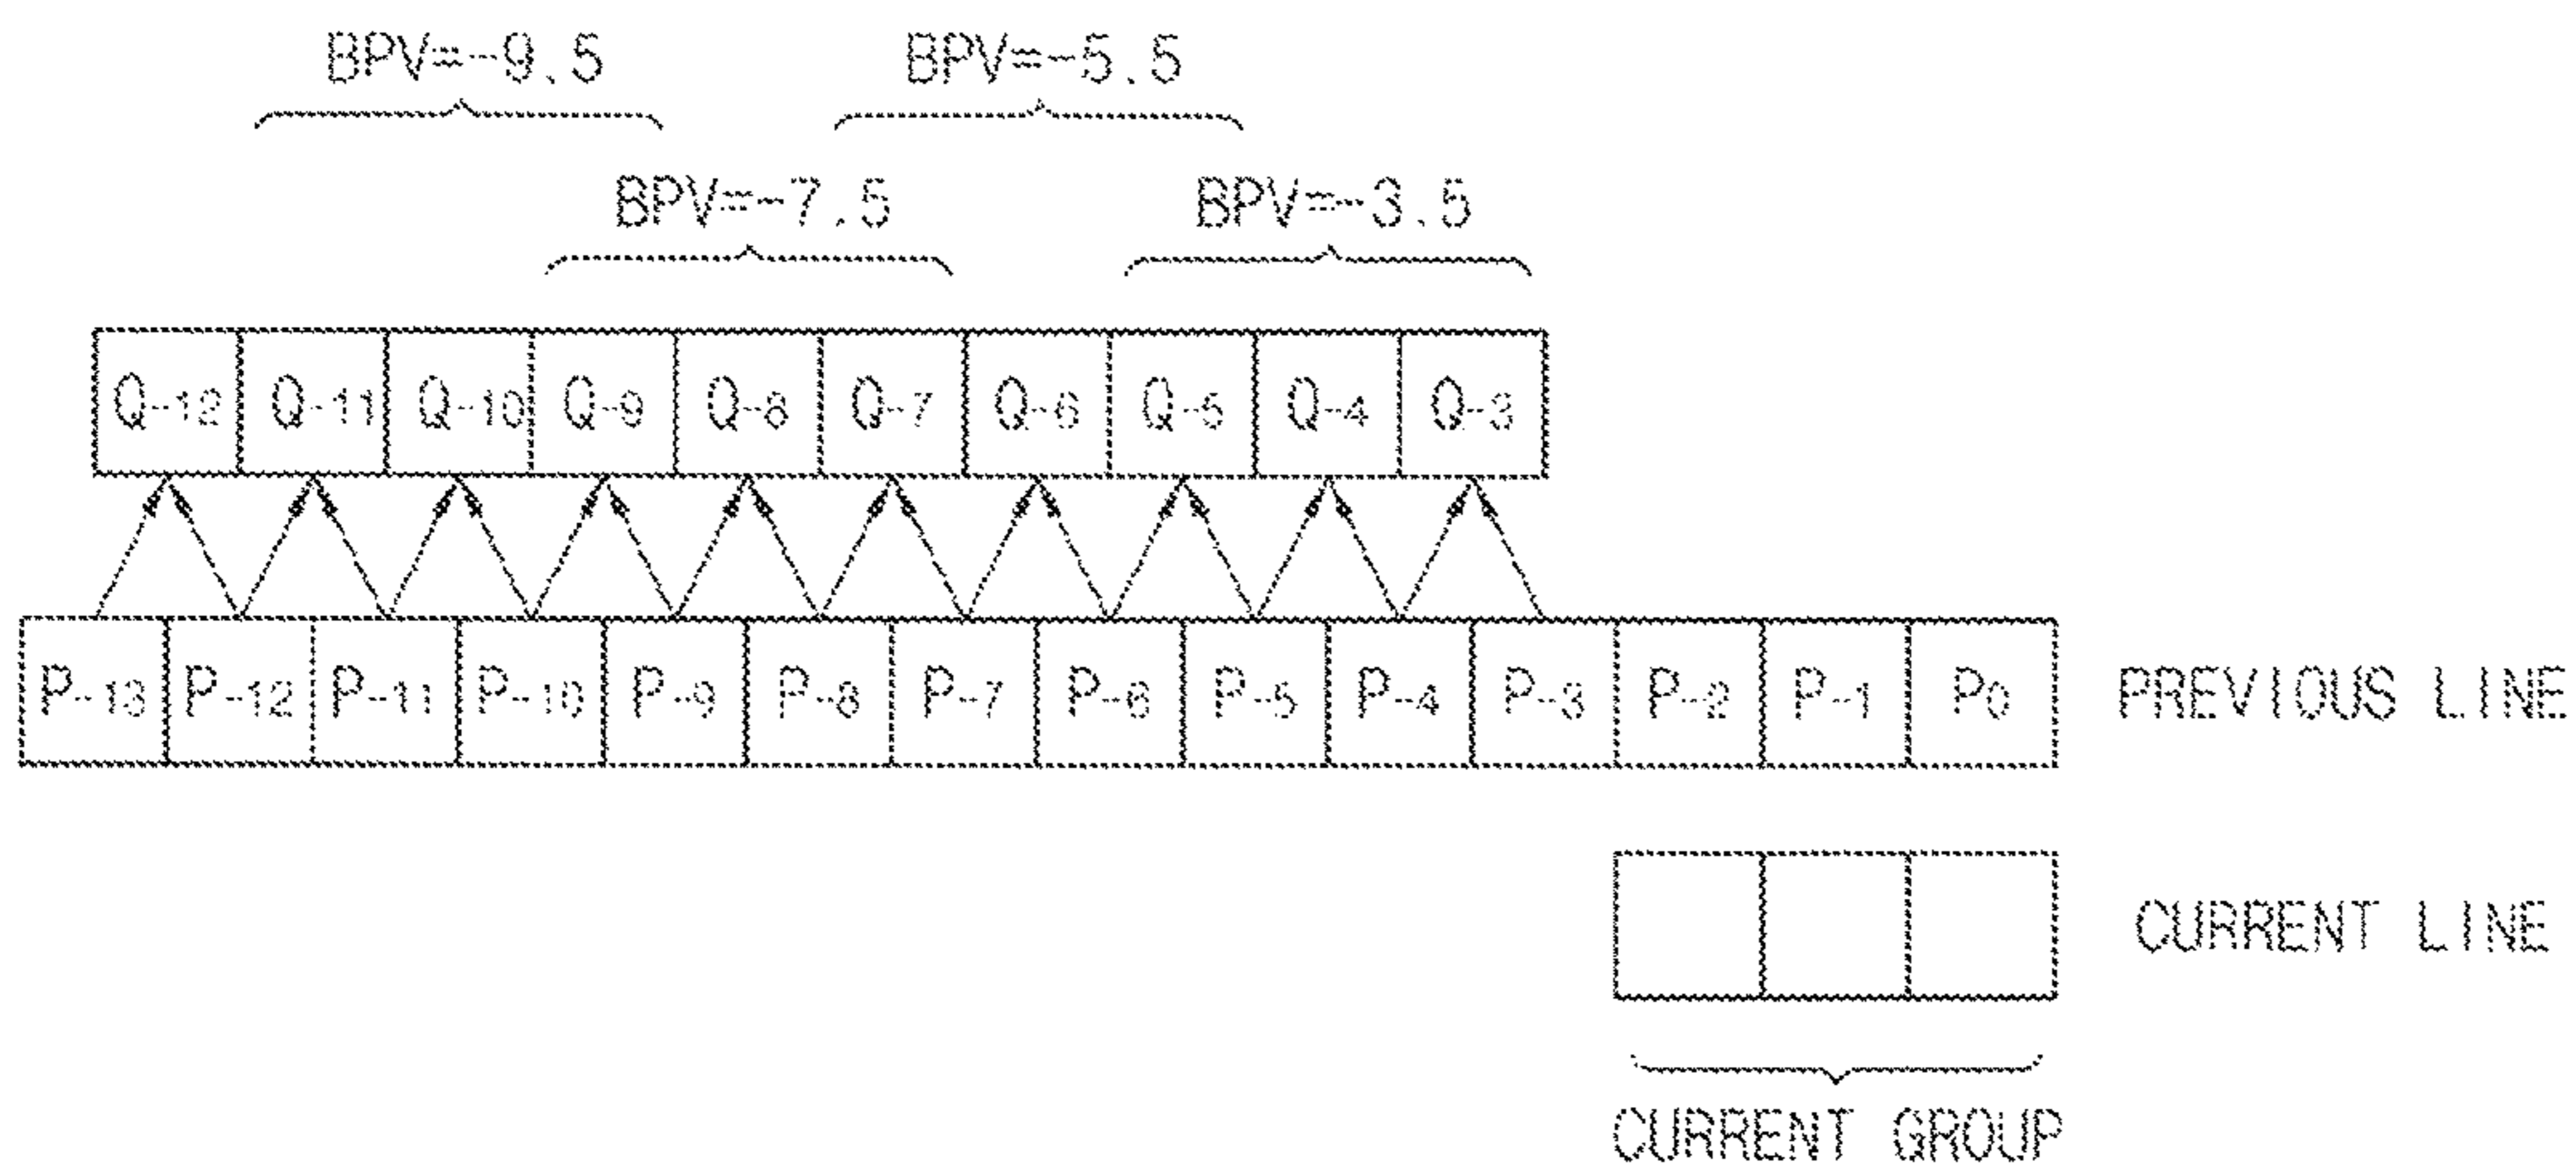 BPV=-9.5 BPV=-5.5
BPV=-7.5 BPV=-3.5
Q-12 Q-11 Q-10 Q-9 Q-8 Q-7 Q-6 Q-5 Q-4 Q-3
P-13 P-12 P-11 P-10 P-9 P-8 P-7 P-6 P-5 P-4 P-3 P-2 P-1 P0 PREVIOUS LINE
CURRENT LINE
CURRENT GROUP